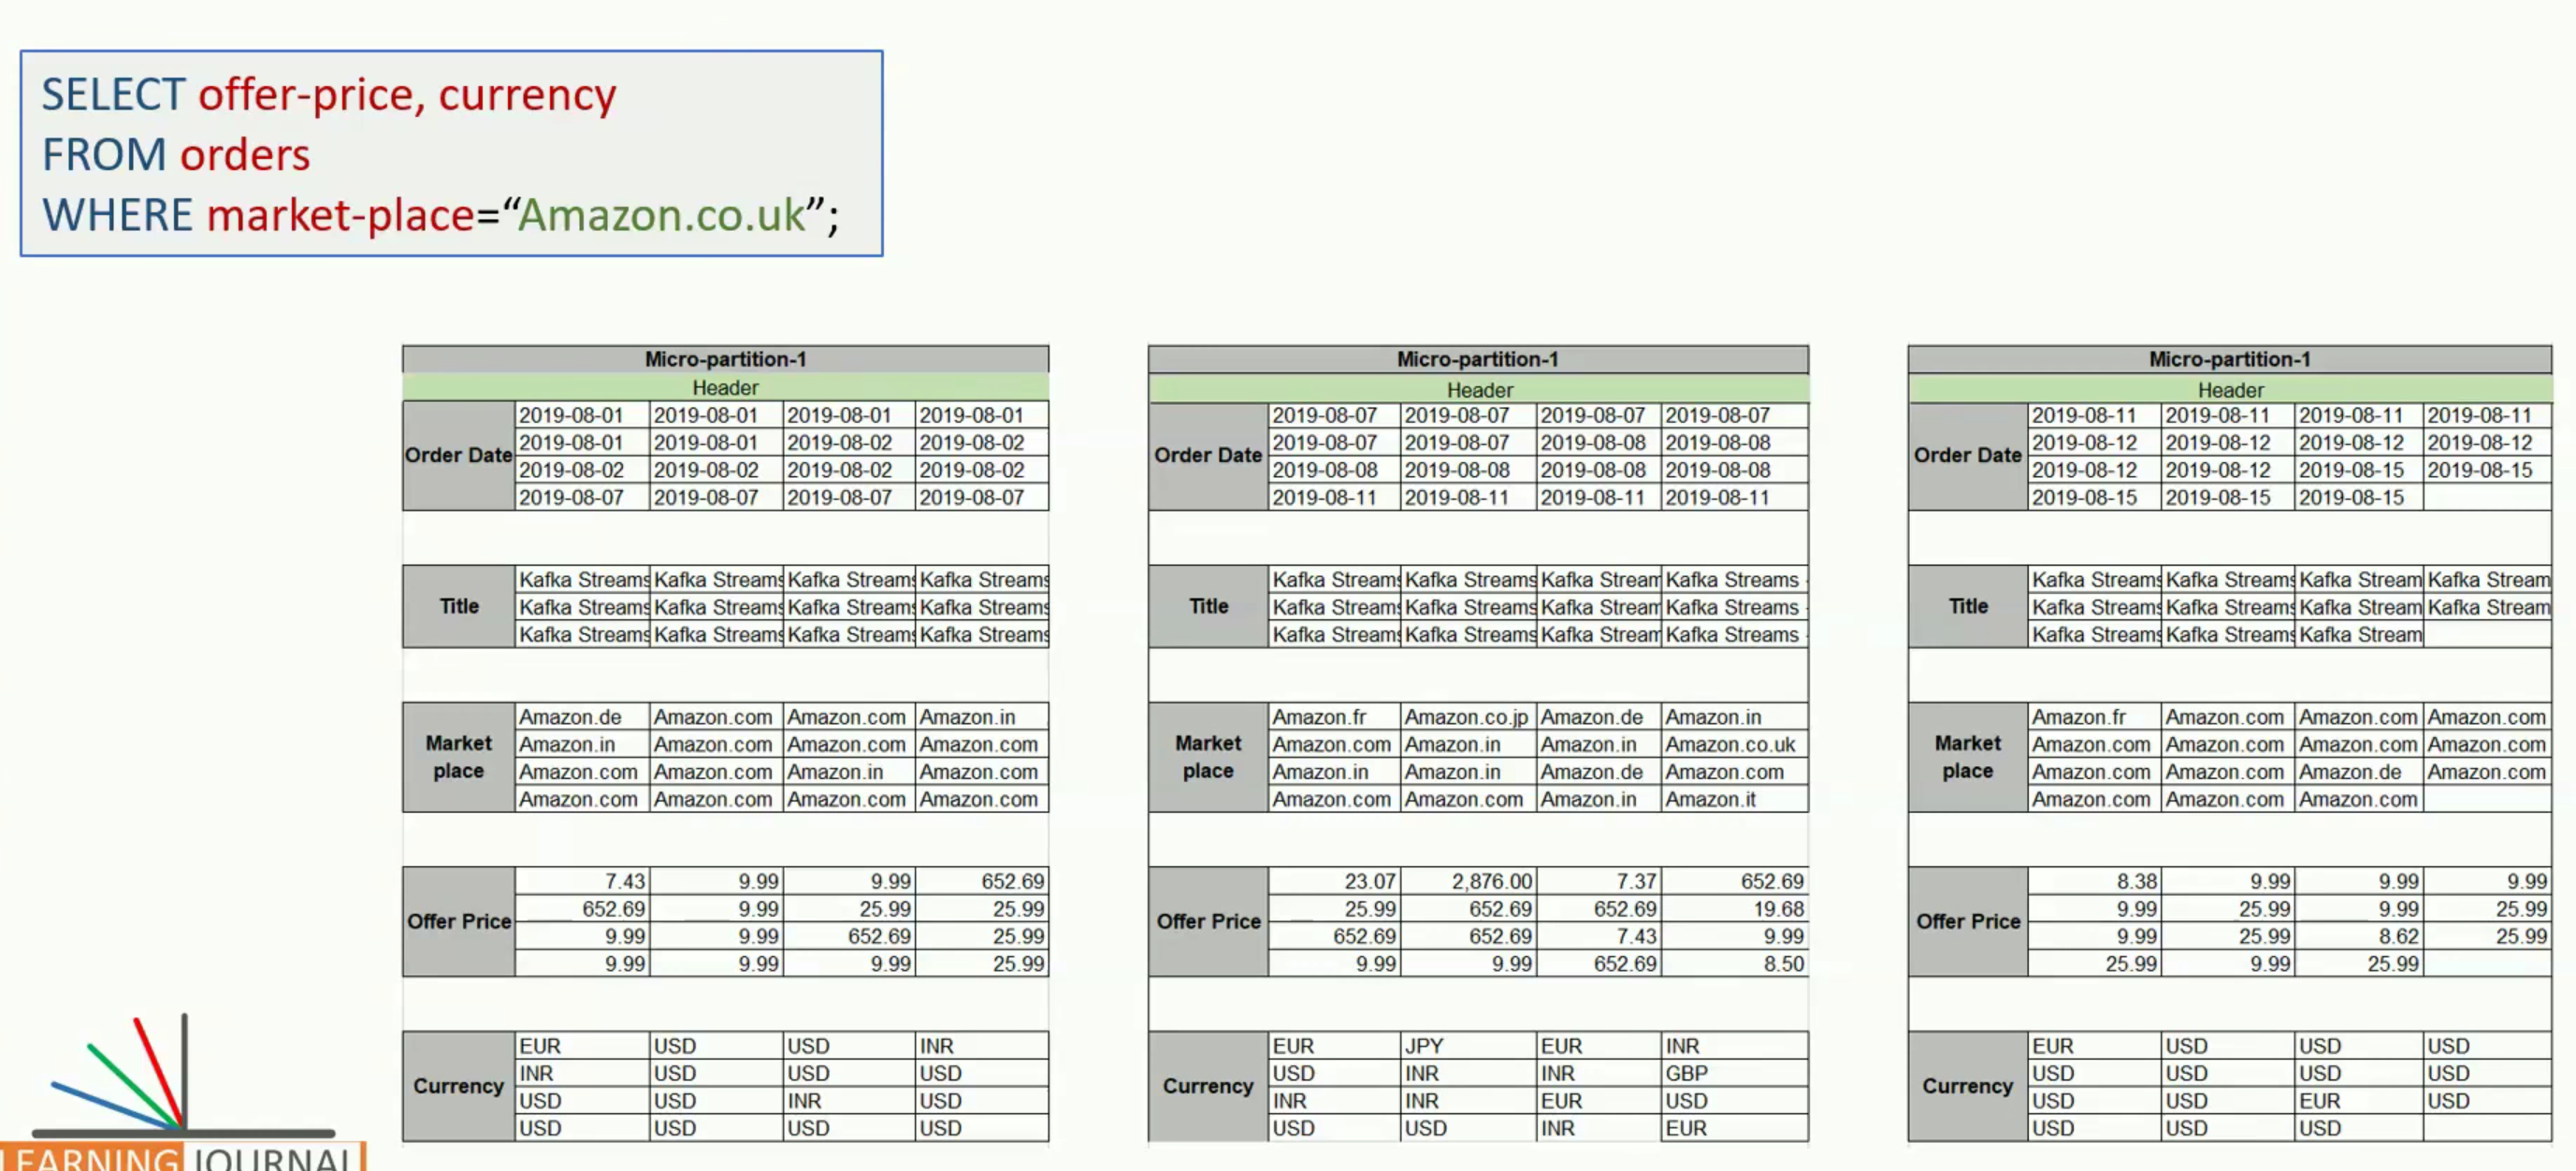 SELECT offer-price, currency
FROM orders
WHERE market-place=“Amazon.co.uk”;
Micro-partition-1
Header
Order Date
2019-08-01 2019-08-01 2019-08-01 2019-08-01
2019-08-01 2019-08-01 2019-08-02 2019-08-02
2019-08-02 2019-08-02 2019-08-02 2019-08-02
2019-08-07 2019-08-07 2019-08-07 2019-08-07
Title
Kafka Streams Kafka Streams Kafka Streams Kafka Streams
Kafka Streams Kafka Streams Kafka Streams Kafka Streams
Kafka Streams Kafka Streams Kafka Streams Kafka Streams
Market
place
Amazon.de Amazon.com Amazon.com Amazon.in
Amazon.in Amazon.com Amazon.com Amazon.com
Amazon.com Amazon.com Amazon.in Amazon.com
Amazon.com Amazon.com Amazon.com Amazon.com
Offer Price
7.43 9.99 9.99 652.69
652.69 9.99 25.99 25.99
9.99 9.99 652.69 25.99
9.99 9.99 9.99 25.99
Currency
EUR USD USD INR
INR USD USD USD
USD USD INR USD
USD USD USD USD
Micro-partition-1
Header
Order Date
2019-08-07 2019-08-07 2019-08-07 2019-08-07
2019-08-07 2019-08-07 2019-08-08 2019-08-08
2019-08-08 2019-08-08 2019-08-08 2019-08-08
2019-08-11 2019-08-11 2019-08-11 2019-08-11
Title
Kafka Streams Kafka Streams Kafka Stream Kafka Streams -
Kafka Streams Kafka Streams Kafka Stream Kafka Streams -
Kafka Streams Kafka Streams Kafka Stream Kafka Streams -
Market
place
Amazon.fr Amazon.co.jp Amazon.de Amazon.in
Amazon.com Amazon.in Amazon.in Amazon.co.uk
Amazon.in Amazon.in Amazon.de Amazon.com
Amazon.com Amazon.com Amazon.in Amazon.it
Offer Price
23.07 2,876.00 7.37 652.69
25.99 652.69 652.69 19.68
652.69 652.69 7.43 9.99
9.99 9.99 652.69 8.50
Currency
EUR JPY EUR INR
USD INR INR GBP
INR INR EUR USD
USD USD INR EUR
Micro-partition-1
Header
Order Date
2019-08-11 2019-08-11 2019-08-11 2019-08-11
2019-08-12 2019-08-12 2019-08-12 2019-08-12
2019-08-12 2019-08-12 2019-08-15 2019-08-15
2019-08-15 2019-08-15 2019-08-15
Title
Kafka Streams Kafka Streams Kafka Stream Kafka Stream
Kafka Streams Kafka Streams Kafka Stream Kafka Stream
Kafka Streams Kafka Streams Kafka Stream
Market
place
Amazon.fr Amazon.com Amazon.com Amazon.com
Amazon.com Amazon.com Amazon.com Amazon.com
Amazon.com Amazon.com Amazon.de Amazon.com
Amazon.com Amazon.com Amazon.com
Offer Price
8.38 9.99 9.99 9.99
9.99 25.99 9.99 25.99
9.99 25.99 8.62 25.99
25.99 9.99 25.99
Currency
EUR USD USD USD
USD USD USD USD
USD USD EUR USD
USD USD USD
LEARNING JOURNAL